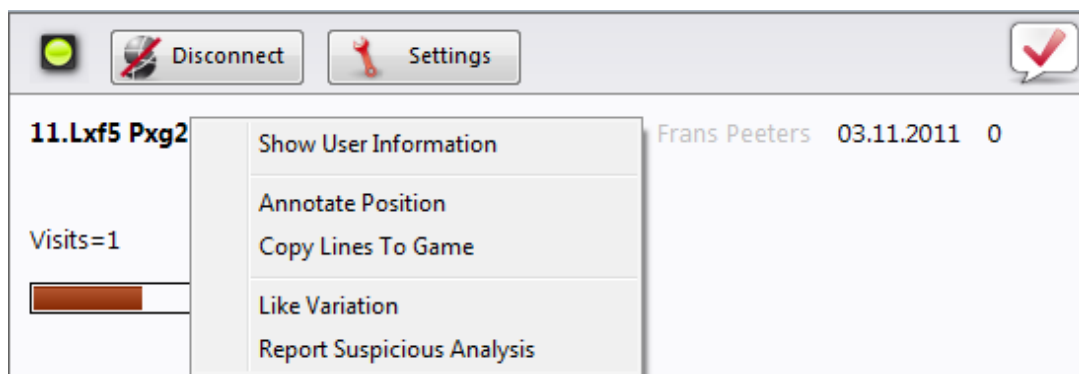 Disconnect Settings
11.Lxf5 Pxg2 Frans Peeters 03.11.2011 0
Show User Information
Annotate Position
Visits=1
Copy Lines To Game
Like Variation
Report Suspicious Analysis